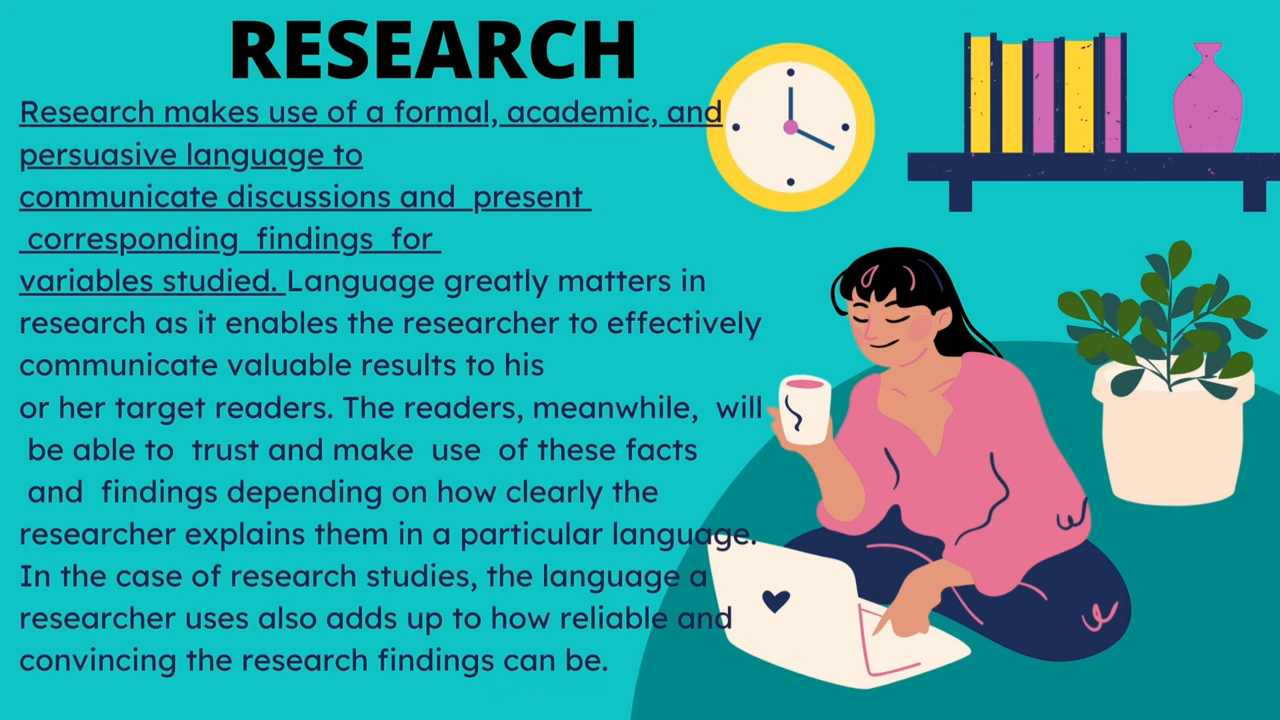 RESEARCH
Research makes use of a formal, academic, and
persuasive language to
communicate discussions and  present
corresponding  findings  for
variables studied. Language greatly matters in
research as it enables the researcher to effectively
communicate valuable results to his
or her target readers. The readers, meanwhile,  will
be able to  trust and make  use  of these facts
and  findings depending on how clearly the
researcher explains them in a particular language.
In the case of research studies, the language a
researcher uses also adds up to how reliable and
convincing the research findings can be.